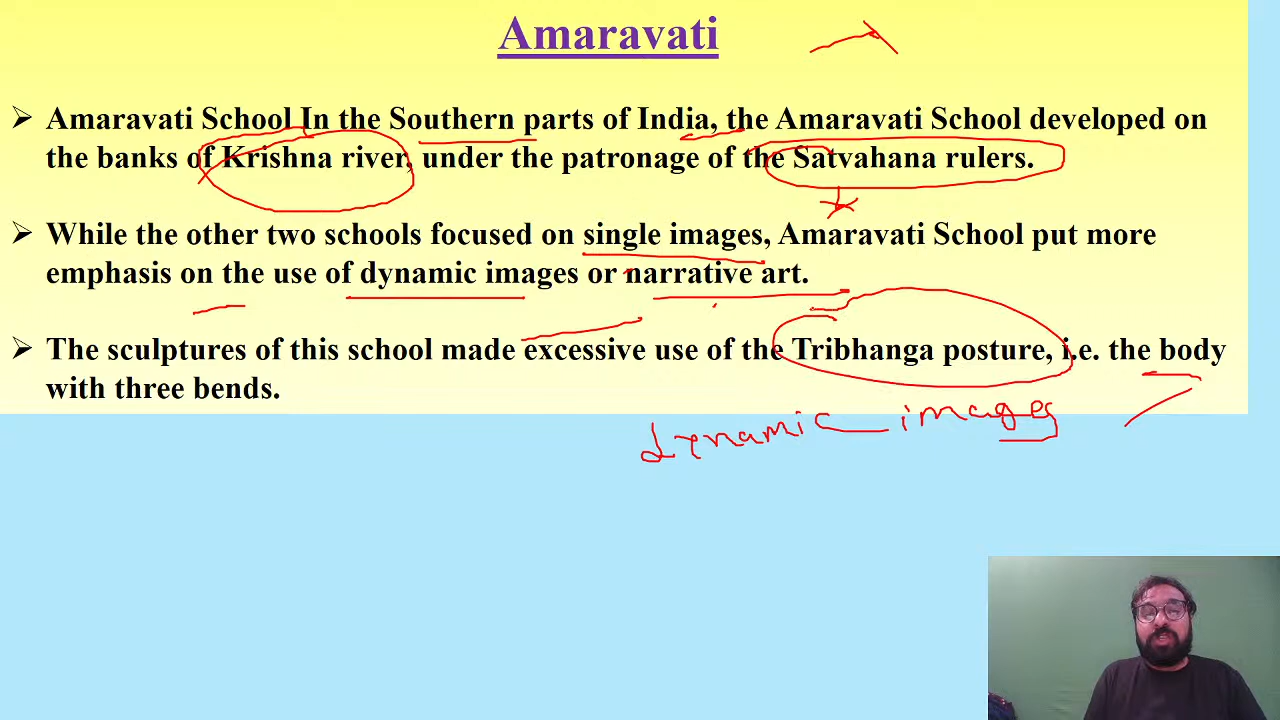 Amaravati
➢ Amaravati School In the Southern parts of India, the Amaravati School developed on
the banks of Krishna river, under the patronage of the Satvahana rulers.
➢ While the other two schools focused on single images, Amaravati School put more
emphasis on the use of dynamic images or narrative art.
➢ The sculptures of this school made excessive use of the Tribhanga posture, i.e. the body
with three bends.
dynamic images